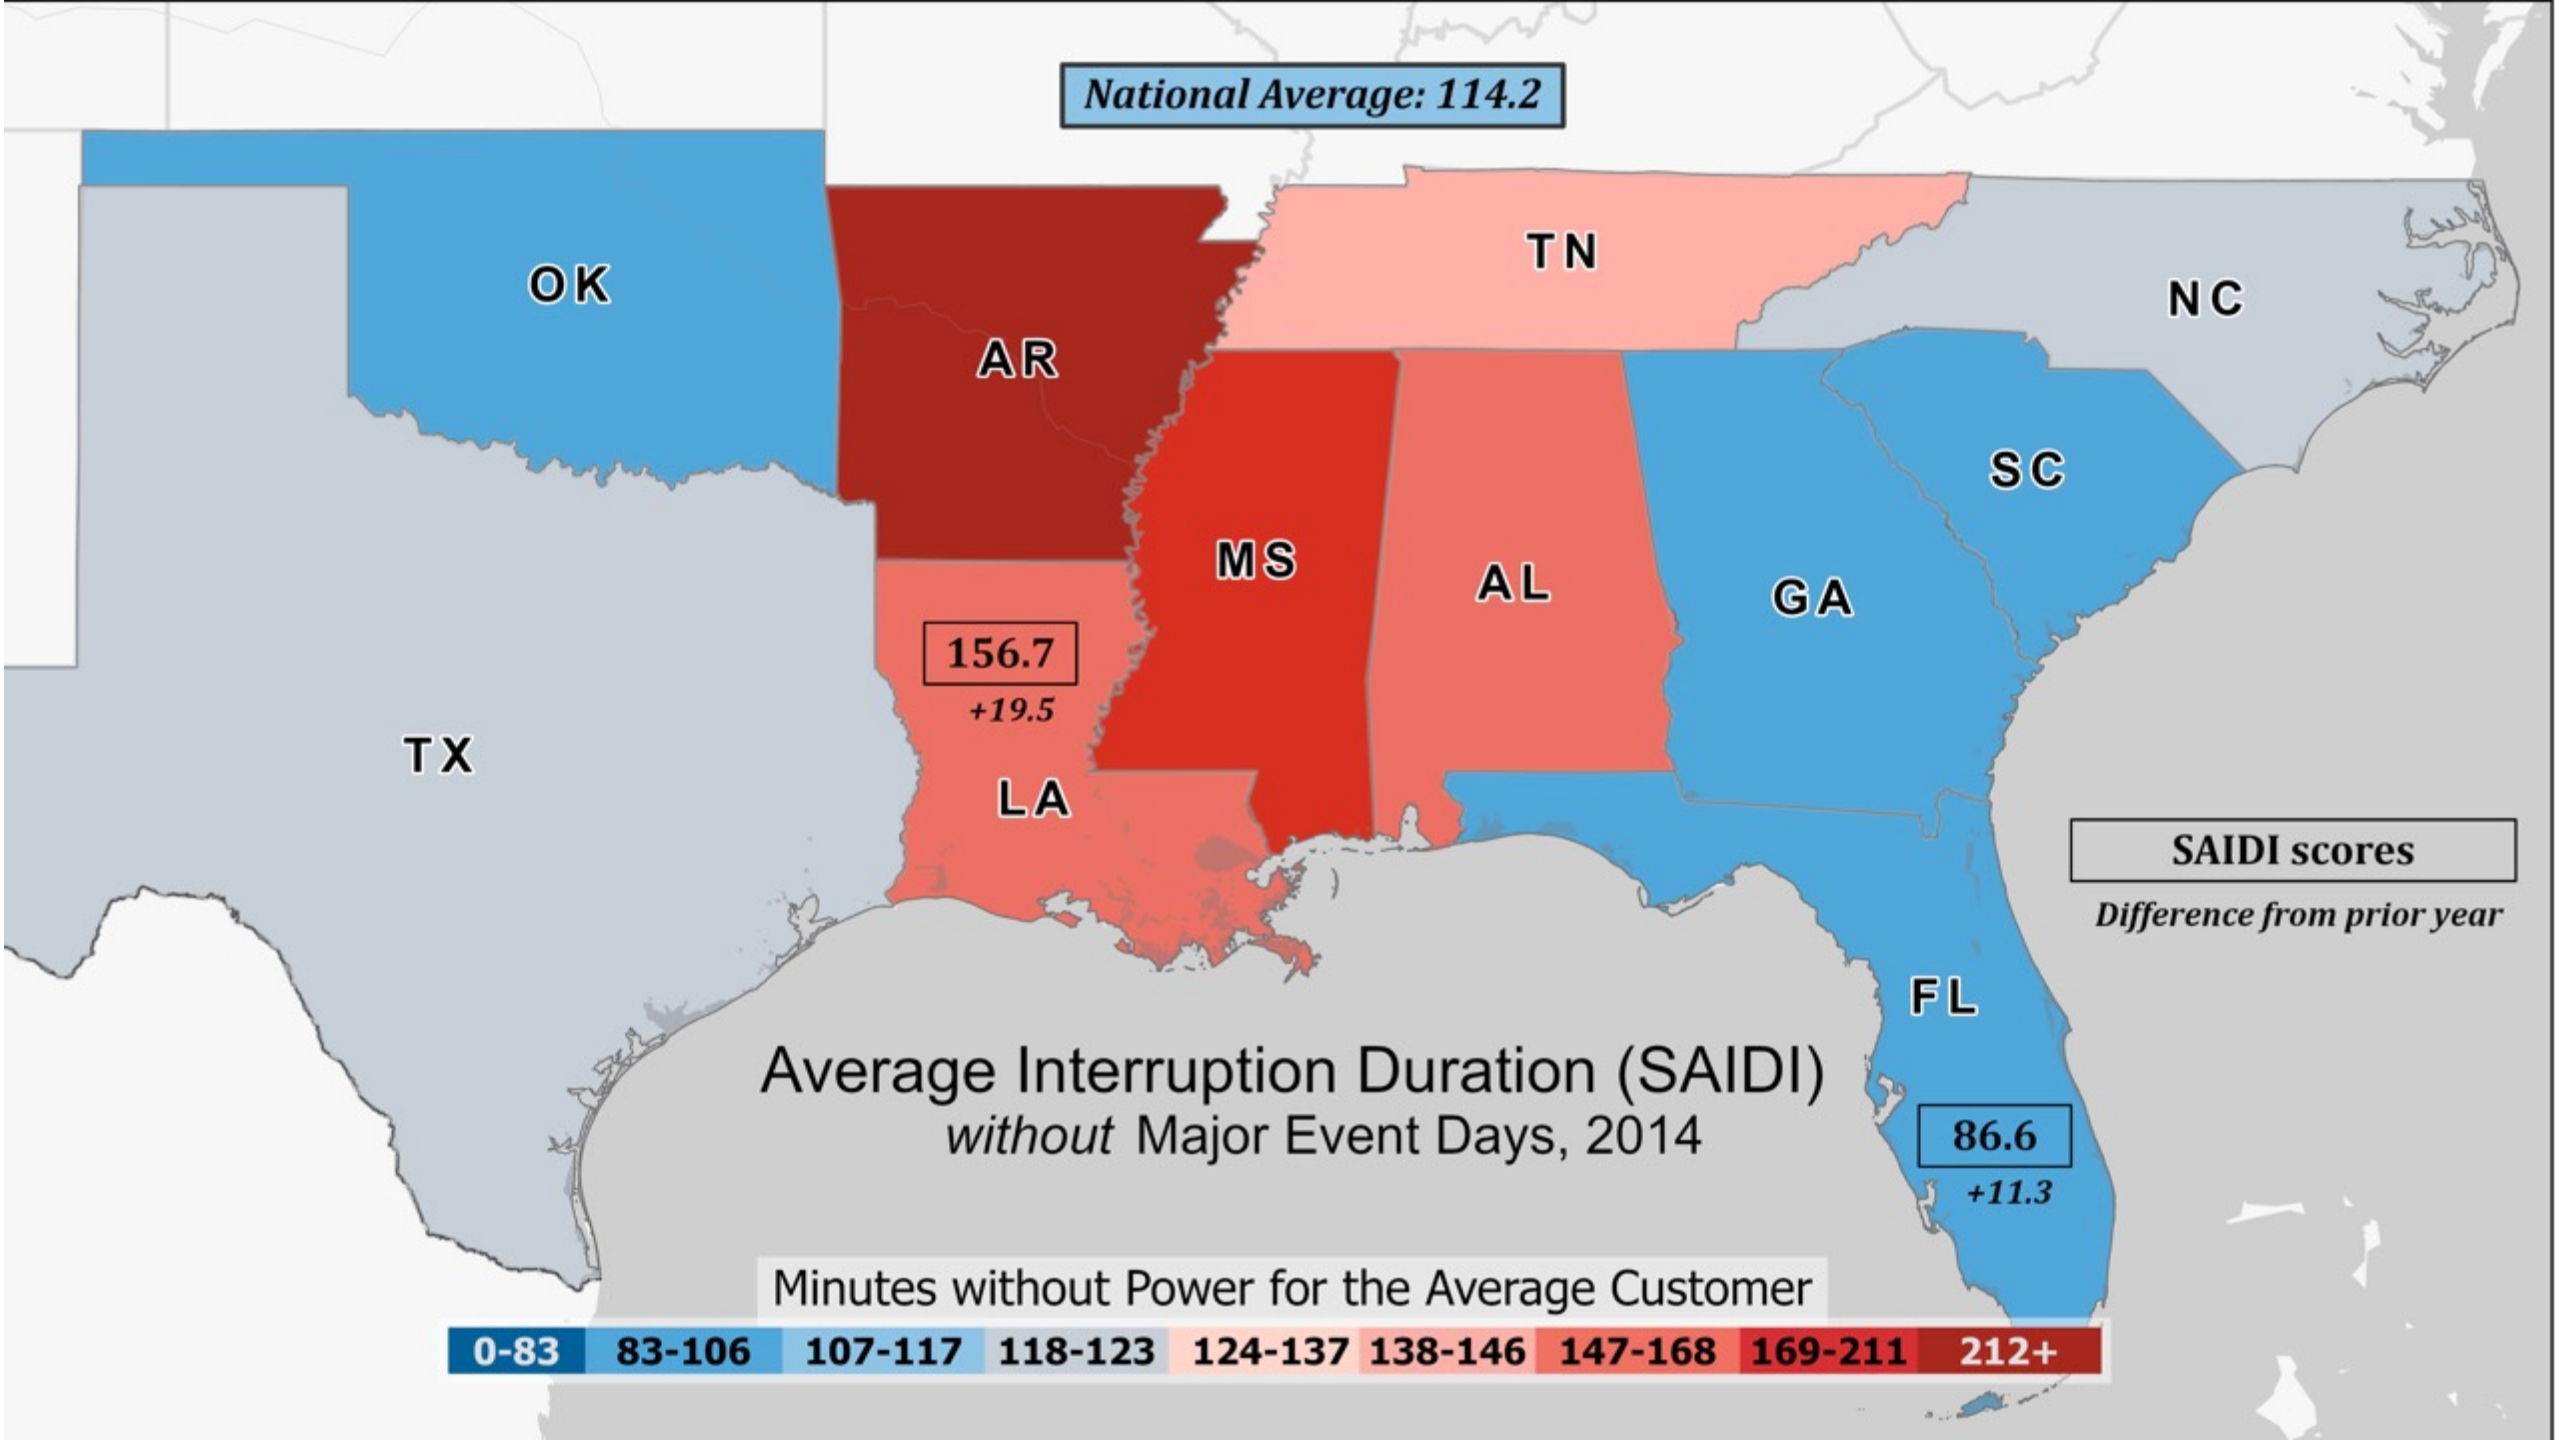 National Average: 114.2
OK
TN
NC
AR
SC
MS
AL
GA
156.7
+19.5
TX
LA
SAIDI scores
Difference from prior year
FL
Average Interruption Duration (SAIDI)
without Major Event Days, 2014
86.6
+11.3
Minutes without Power for the Average Customer
0-83 83-106 107-117 118-123 124-137 138-146 147-168 169-211 212+